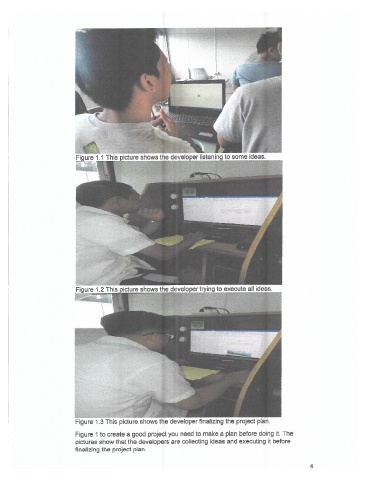 Figure 1.1 This picture shows the developer listening to some ideas.
Figure 1.2 This picture shows the developer trying to execute all ideas.
Figure 1.3 This picture shows the developer finalizing the project plan.
Figure 1 to create a good project you need to make a plan before doing it. The
pictures show that the developers are collecting ideas and executing it before
finalizing the project plan.
4